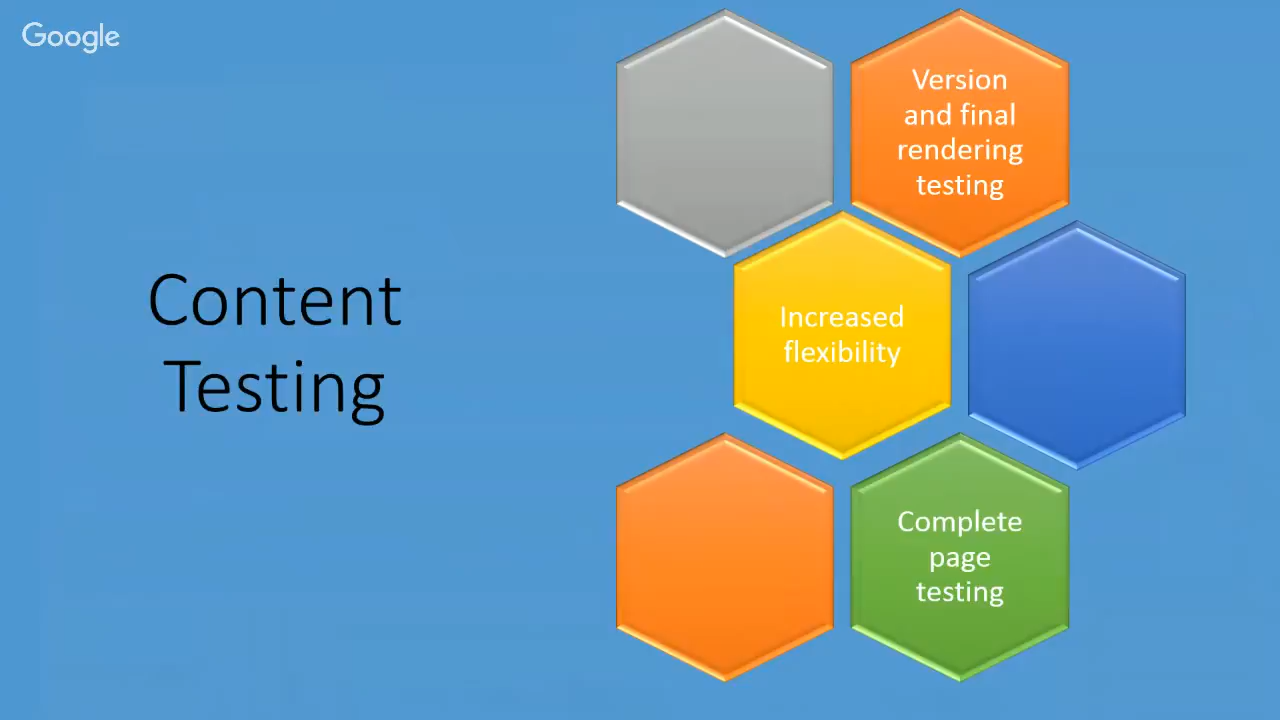 Google
Content
Testing
Version
and final
rendering
testing
Increased
flexibility
Complete
page
testing